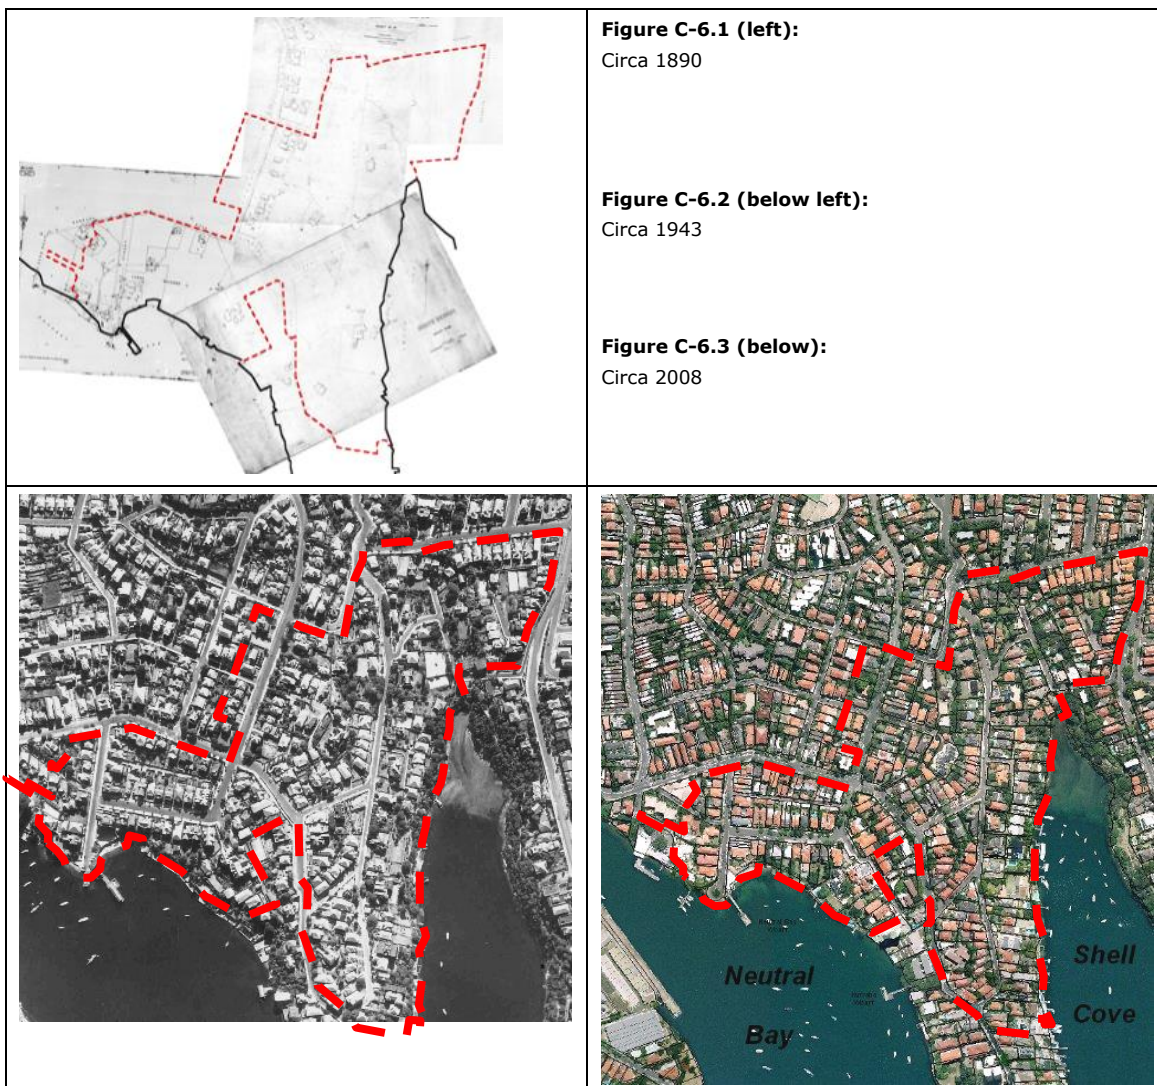 Figure C-6.1 (left):
Circa 1890
Figure C-6.2 (below left):
Circa 1943
Figure C-6.3 (below):
Circa 2008
Neutral
Bay
Shell
Cove